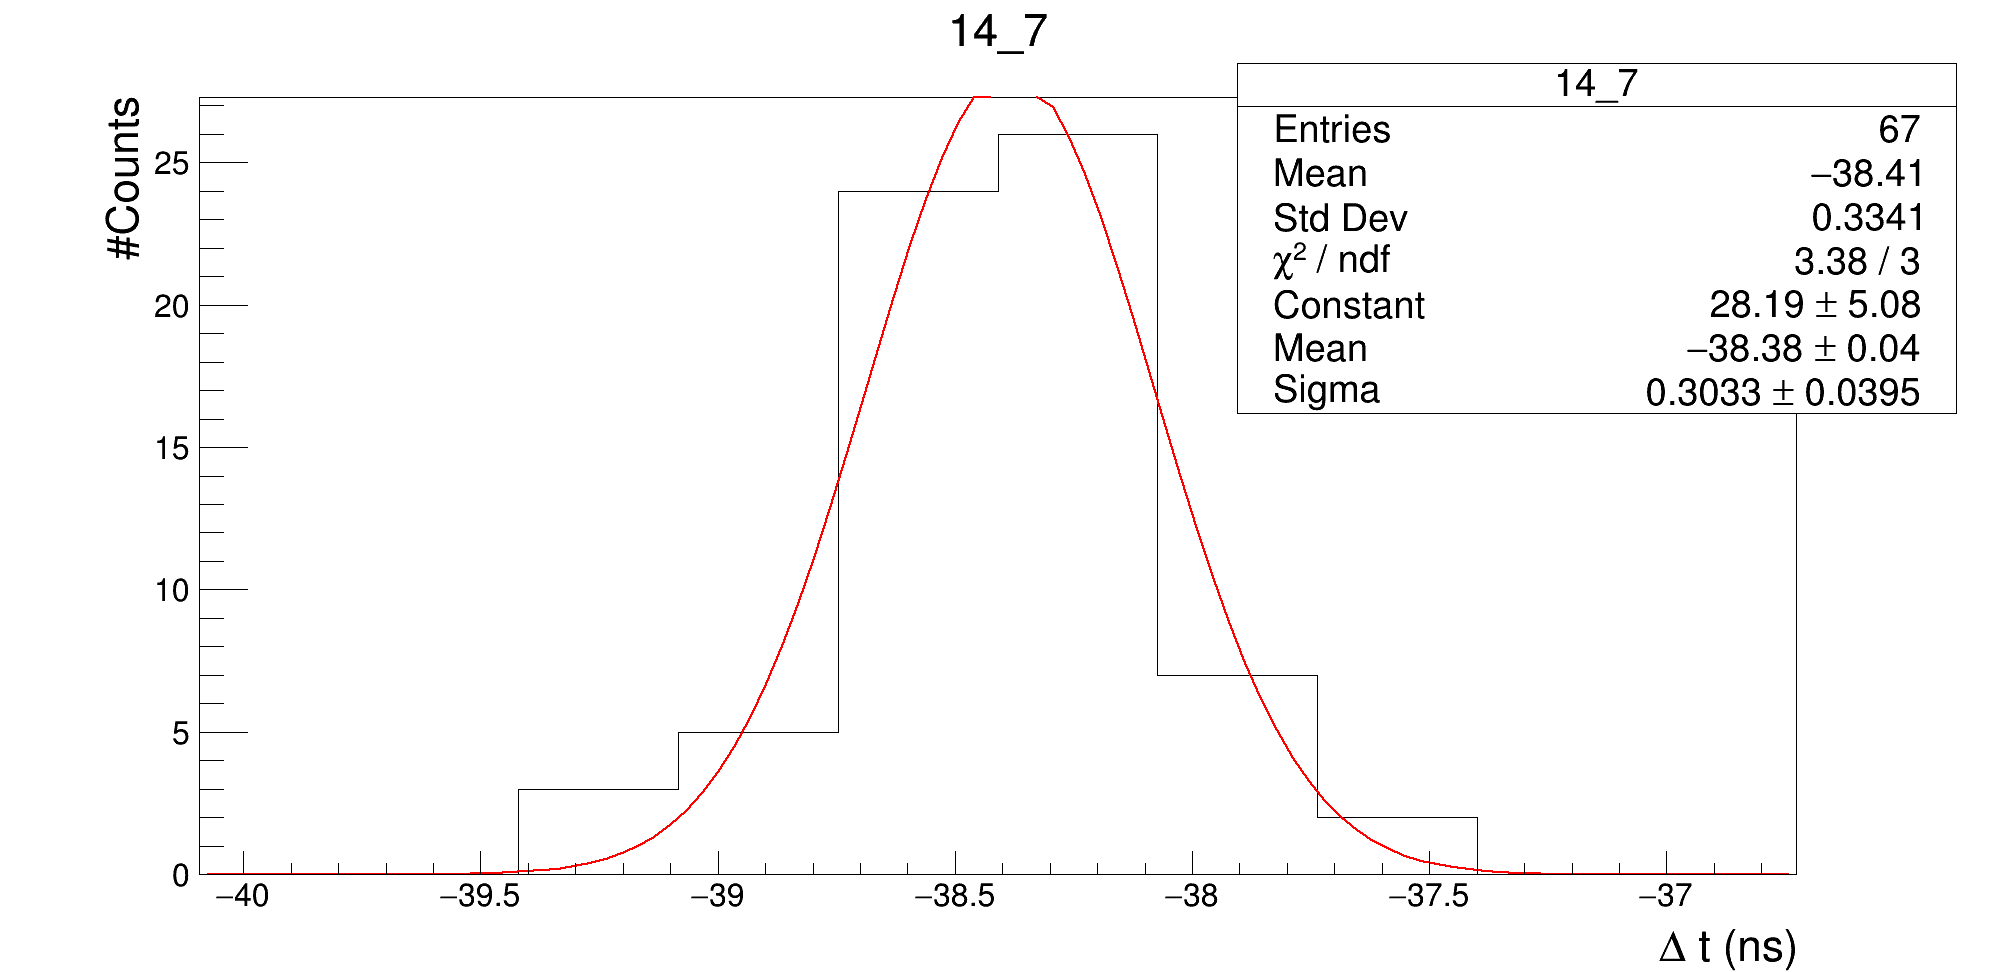 14_7
14_7
Entries 67
Mean −38.41
Std Dev 0.3341
χ² / ndf 3.38 / 3
Constant 28.19 ± 5.08
Mean −38.38 ± 0.04
Sigma 0.3033 ± 0.0395
#Counts
25
20
15
10
5
0
−40 −39.5 −39 −38.5 −38 −37.5 −37
Δ t (ns)